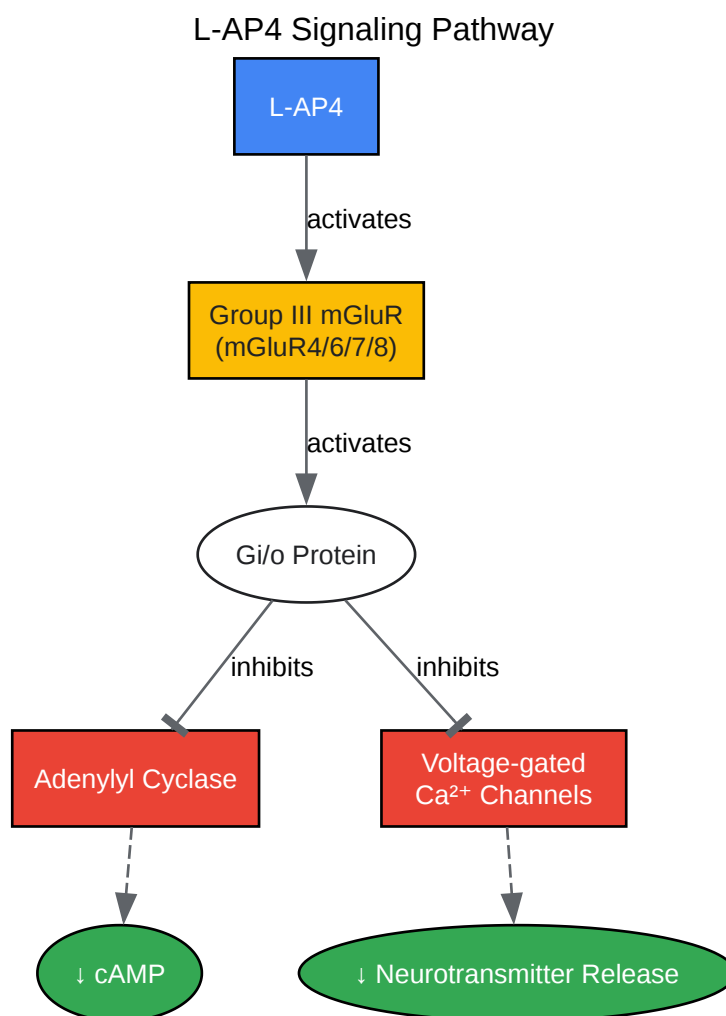 L-AP4 Signaling Pathway
L-AP4
activates
Group III mGluR
(mGluR4/6/7/8)
activates
Gi/o Protein
inhibits
inhibits
Adenylyl Cyclase
Voltage-gated
Ca²⁺ Channels
↓ cAMP
↓ Neurotransmitter Release